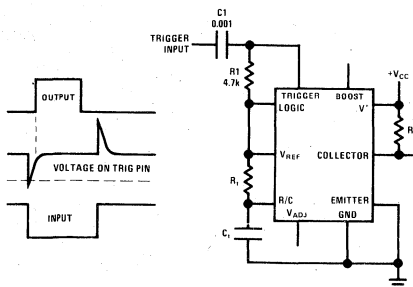 C1
0.001
TRIGGER
INPUT
R1
4.7k
OUTPUT
VOLTAGE ON TRIG PIN
INPUT
TRIGGER
BOOST
LOGIC
V+
+VCC
R
VREF
COLLECTOR
Rt
R/C
EMITTER
VADJ
GND
Ct